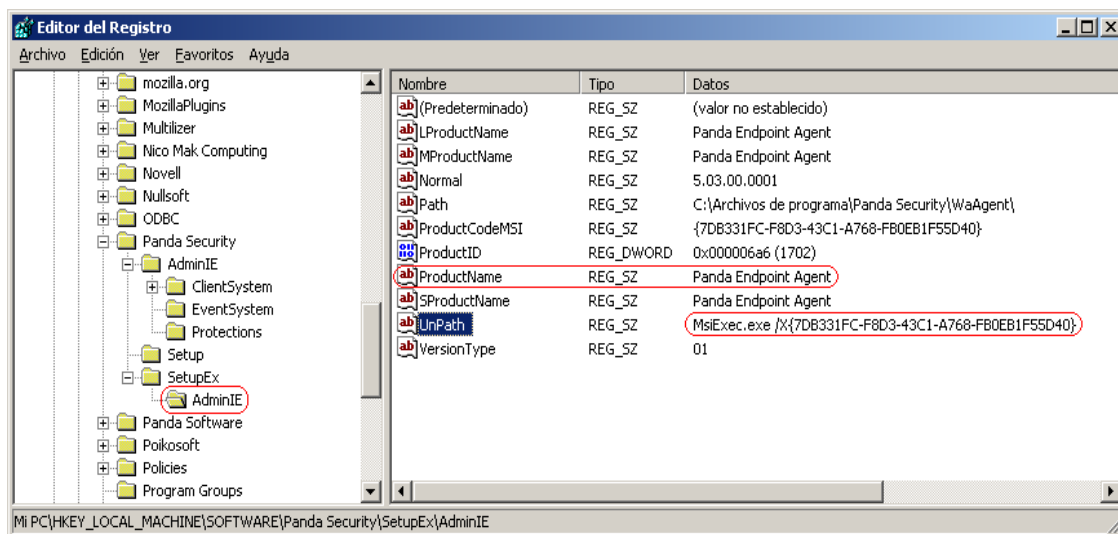 Editor del Registro
Archivo Edición Ver Favoritos Ayuda
mozilla.org
MozillaPlugins
Multilizer
Nico Mak Computing
Novell
Nullsoft
ODBC
Panda Security
AdminIE
ClientSystem
EventSystem
Protections
Setup
SetupEx
AdminIE
Panda Software
Poikosoft
Policies
Program Groups
Nombre Tipo Datos
(Predeterminado) REG_SZ (valor no establecido)
LProductName REG_SZ Panda Endpoint Agent
MProductName REG_SZ Panda Endpoint Agent
Normal REG_SZ 5.03.00.0001
Path REG_SZ C:\Archivos de programa\Panda Security\WaAgent\
ProductCodeMSI REG_SZ {7DB331FC-F8D3-43C1-A768-FB0EB1F55D40}
ProductID REG_DWORD 0x000006a6 (1702)
ProductName REG_SZ Panda Endpoint Agent
SProductName REG_SZ Panda Endpoint Agent
UnPath REG_SZ MsiExec.exe /X{7DB331FC-F8D3-43C1-A768-FB0EB1F55D40}
VersionType REG_SZ 01
Mi PC\HKEY_LOCAL_MACHINE\SOFTWARE\Panda Security\SetupEx\AdminIE